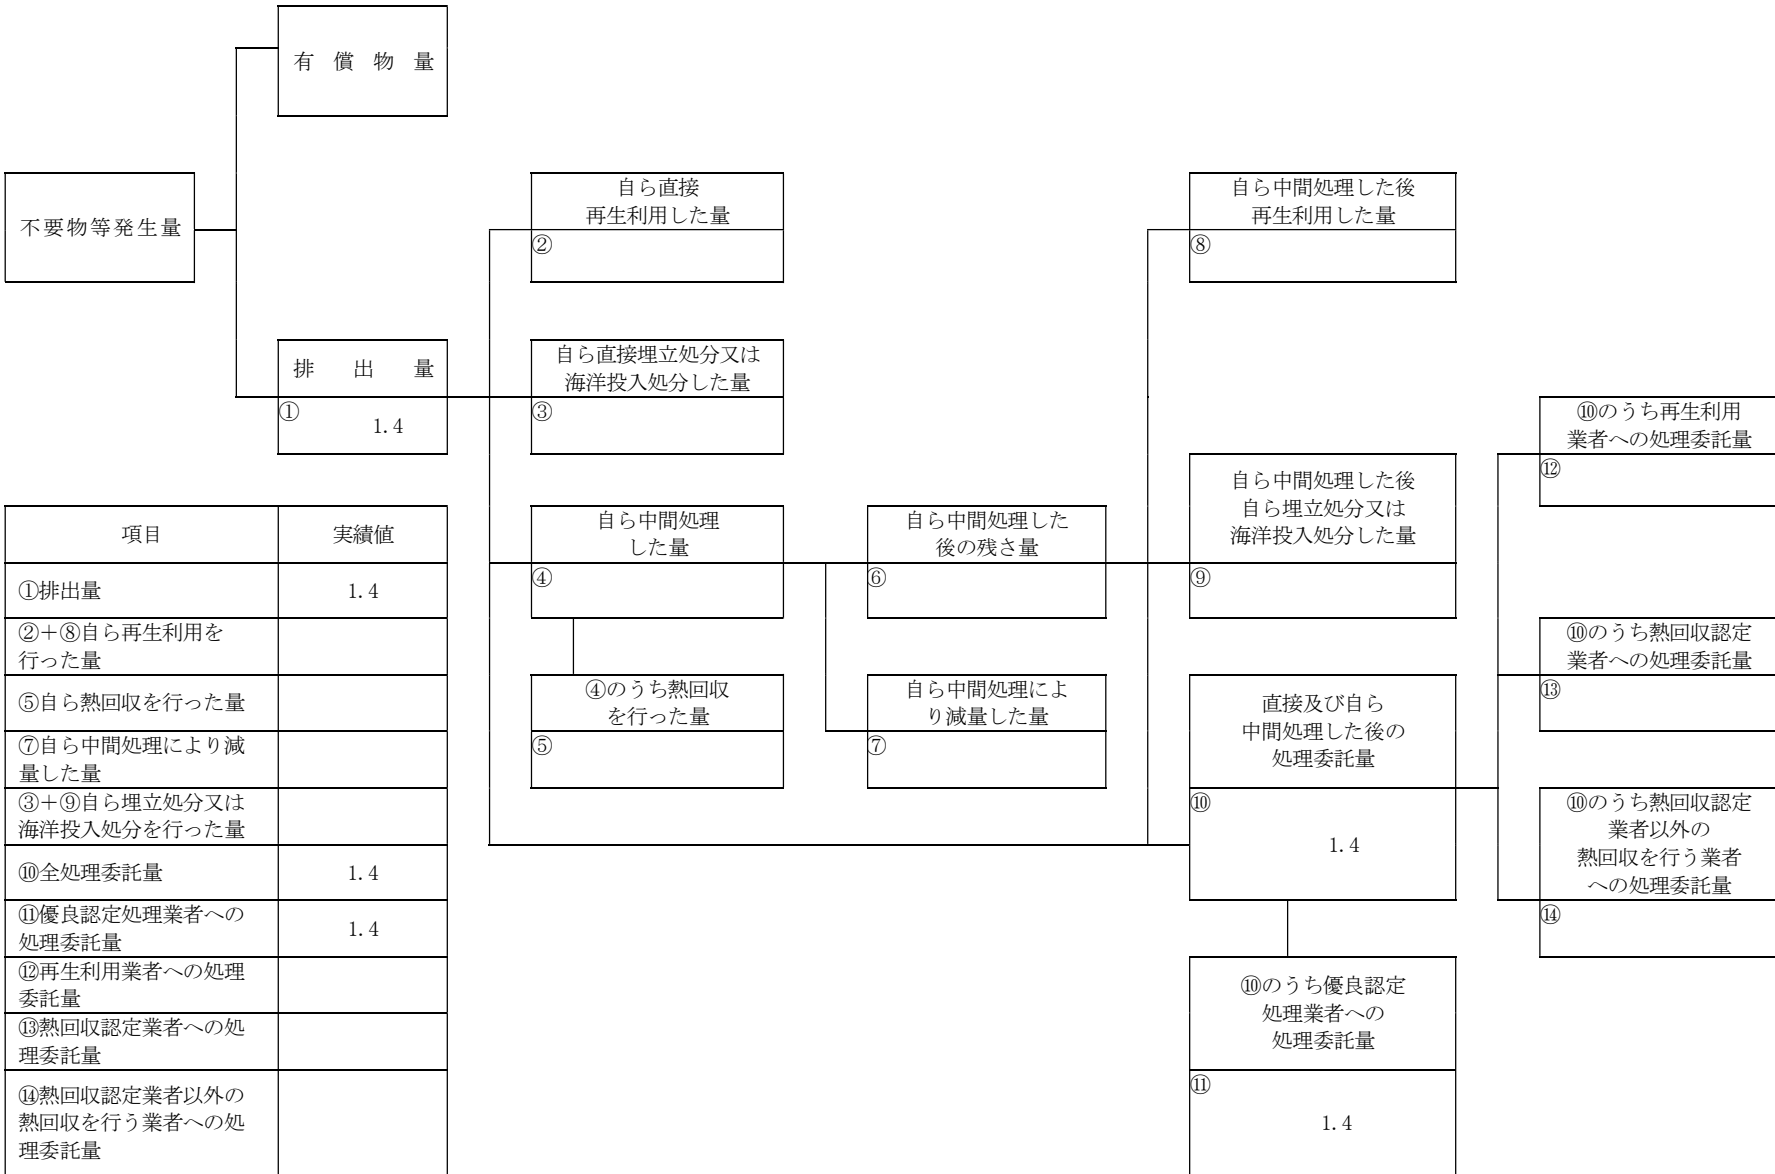 有償物量
不要物等発生量
自ら直接
再生利用した量
②
自ら中間処理した後
再生利用した量
⑧
排出量
①
1.4
自ら直接埋立処分又は
海洋投入処分した量
③
⑩のうち再生利用
業者への処理委託量
⑫
自ら中間処理した後
自ら埋立処分又は
海洋投入処分した量
⑨
自ら中間処理
した量
④
自ら中間処理した
後の残さ量
⑥
⑩のうち熱回収認定
業者への処理委託量
⑬
④のうち熱回収
を行った量
⑤
自ら中間処理によ
り減量した量
⑦
直接及び自ら
中間処理した後の
処理委託量
⑩
1.4
⑩のうち熱回収認定
業者以外の
熱回収を行う業者
への処理委託量
⑭
⑩のうち優良認定
処理業者への
処理委託量
⑪
1.4
項目 実績値
①排出量 1.4
②＋⑧自ら再生利用を
行った量
⑤自ら熱回収を行った量
⑦自ら中間処理により減
量した量
③＋⑨自ら埋立処分又は
海洋投入処分を行った量
⑩全処理委託量 1.4
⑪優良認定処理業者への
処理委託量 1.4
⑫再生利用業者への処理
委託量
⑬熱回収認定業者への処
理委託量
⑭熱回収認定業者以外の
熱回収を行う業者への処
理委託量